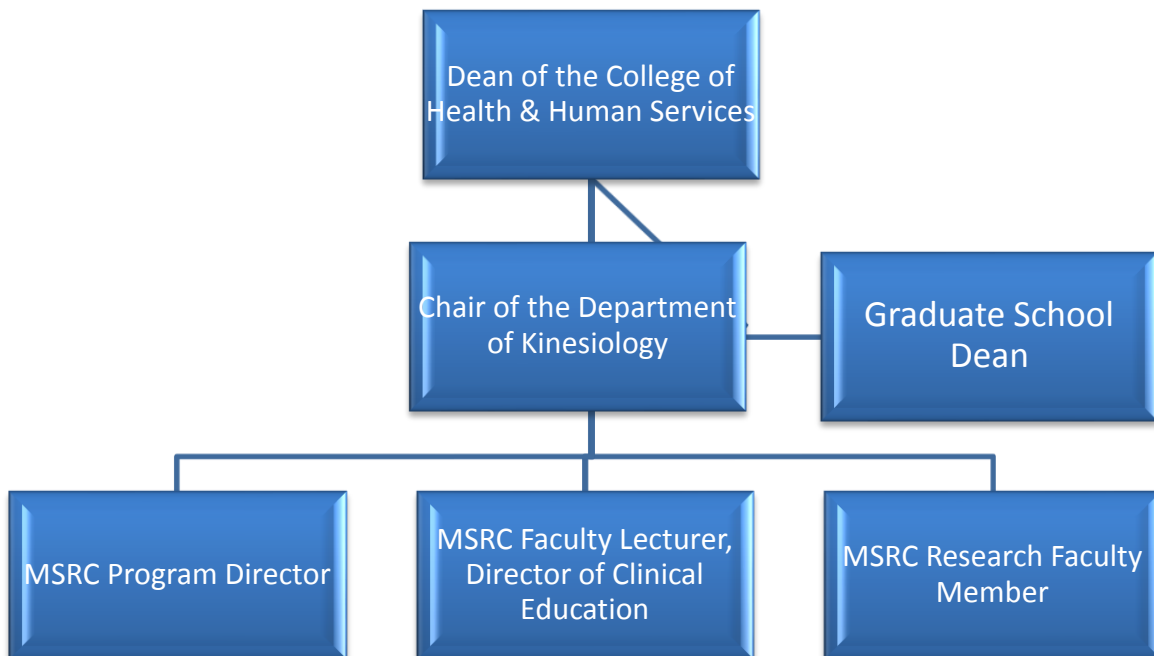 Dean of the College of
Health & Human Services
Chair of the Department
of Kinesiology
Graduate School
Dean
MSRC Program Director
MSRC Faculty Lecturer,
Director of Clinical
Education
MSRC Research Faculty
Member